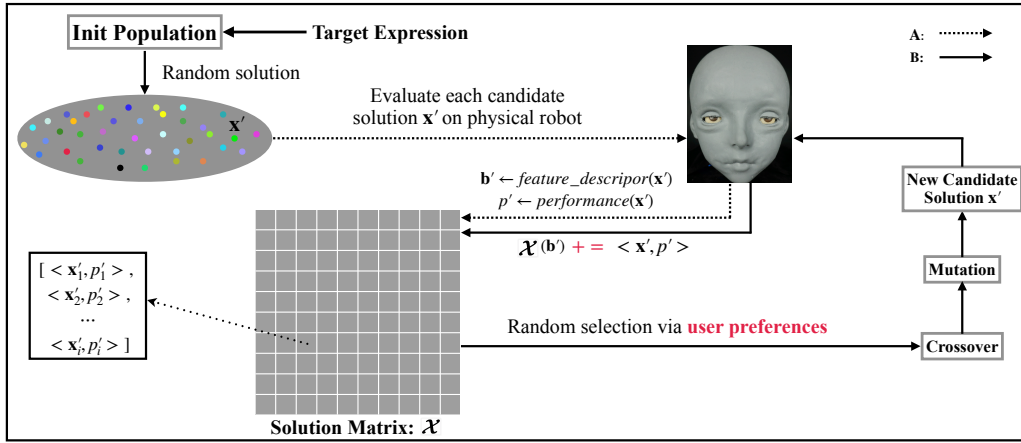 Init Population
Target Expression
A:
B:
Random solution
x′
Evaluate each candidate
solution x′ on physical robot
b′ ← feature_descripor(x′)
p′ ← performance(x′)
𝒳(b′) += < x′, p′ >
New Candidate
Solution x′
Mutation
[ < x′₁, p′₁ > ,
< x′₂, p′₂ > ,
...
< x′ᵢ, p′ᵢ > ]
Random selection via user preferences
Crossover
Solution Matrix: 𝒳